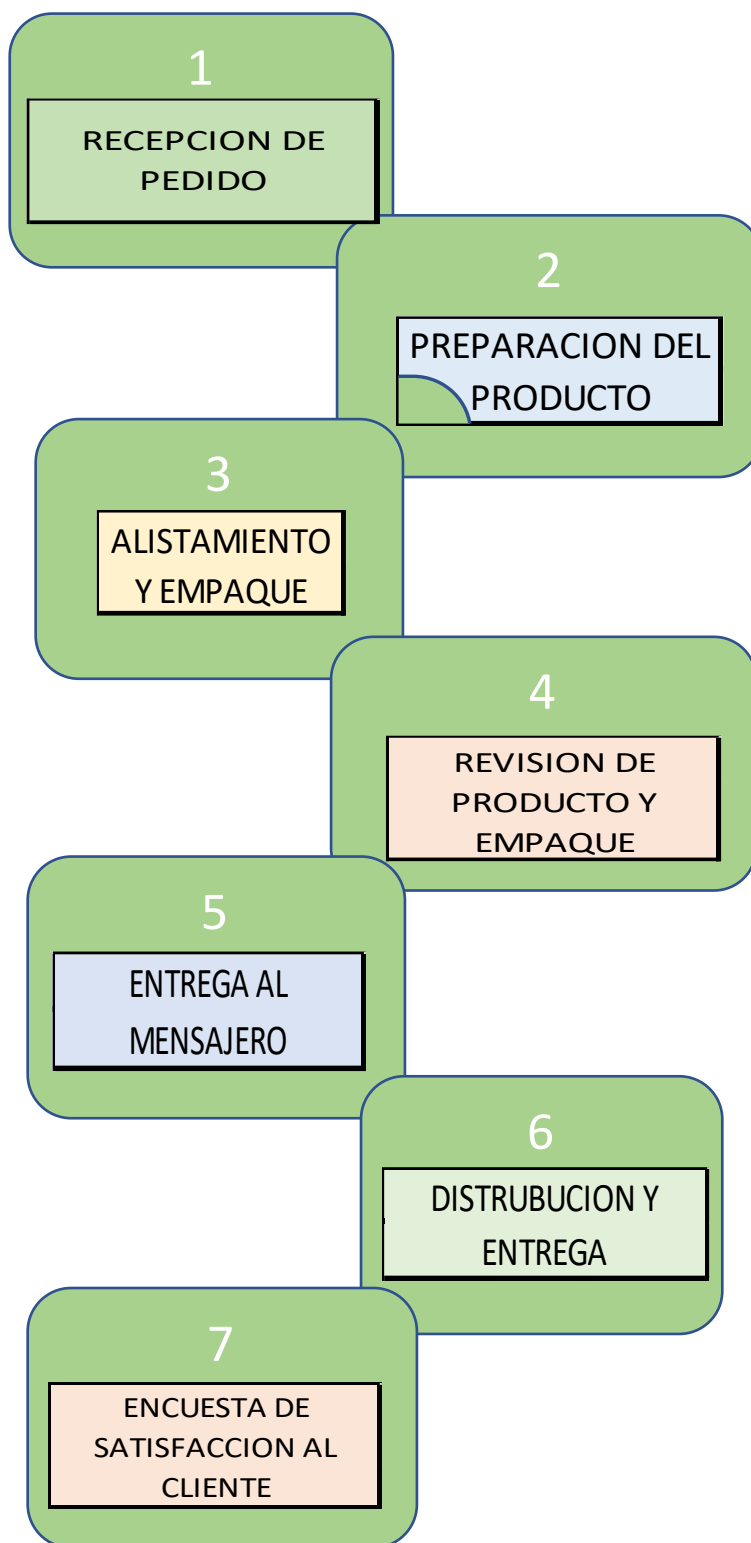 1
RECEPCION DE
PEDIDO
2
PREPARACION DEL
PRODUCTO
3
ALISTAMIENTO
Y EMPAQUE
4
REVISION DE
PRODUCTO Y
EMPAQUE
5
ENTREGA AL
MENSAJERO
6
DISTRUBUCION Y
ENTREGA
7
ENCUESTA DE
SATISFACCION AL
CLIENTE